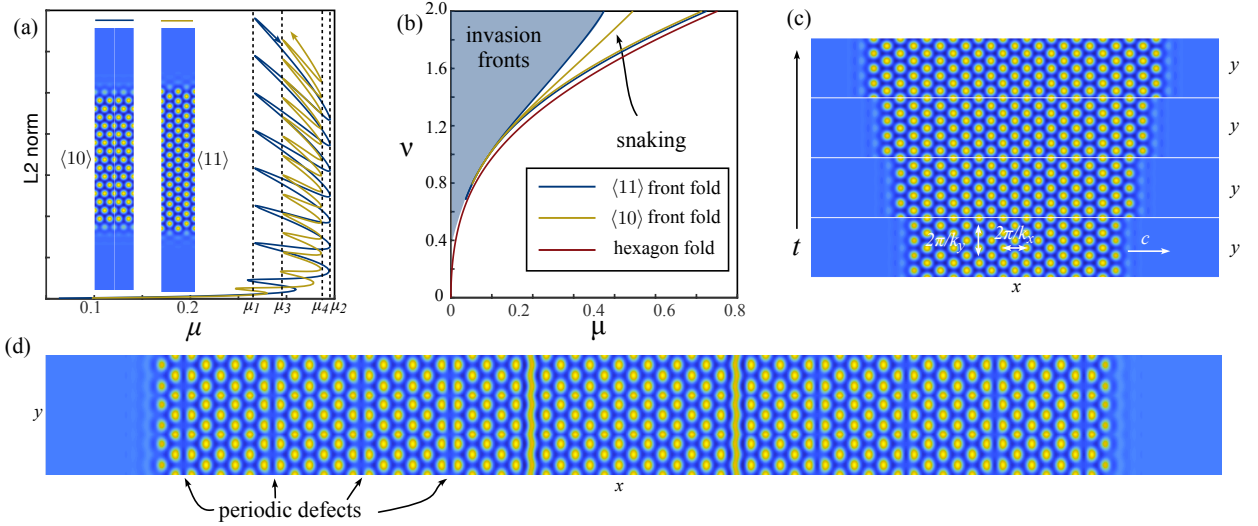 (a)
L2 norm
⟨10⟩
⟨11⟩
0.1
0.2
μ1
μ3
μ4
μ2
μ
(b)
2.0
1.6
1.2
0.8
0.4
0
ν
invasion
fronts
snaking
⟨11⟩ front fold
⟨10⟩ front fold
hexagon fold
0
0.2
0.4
0.6
0.8
μ
(c)
t
y
y
y
y
2π/ky
2π/kx
c
x
(d)
y
x
periodic defects